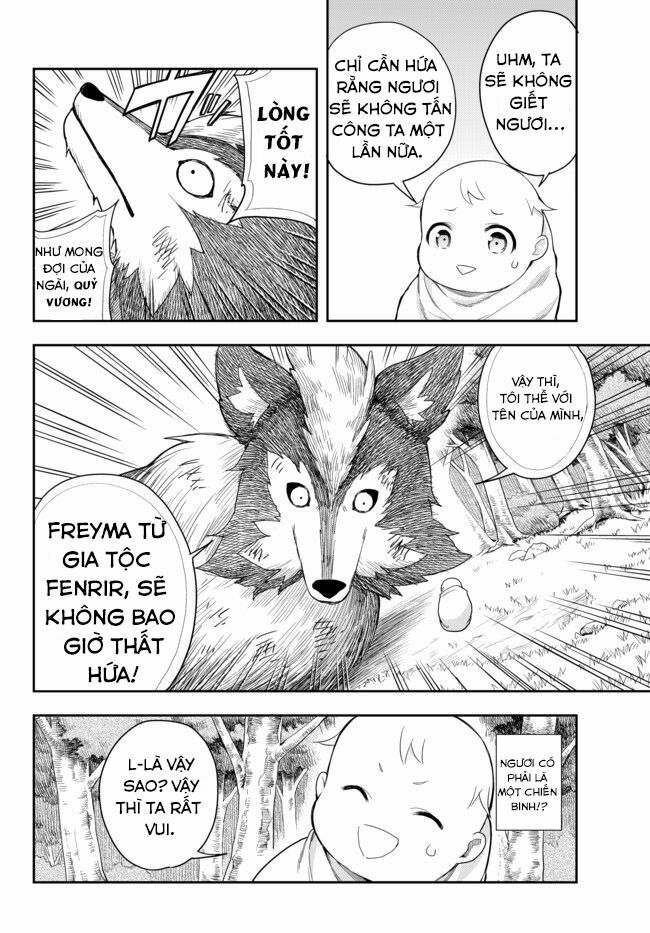 UHM, TA
SẼ KHÔNG
GIẾT
NGƯƠI...
CHỈ CẦN HỨA
RẰNG NGƯƠI
SẼ KHÔNG TẤN
CÔNG TA MỘT
LẦN NỮA.
LÒNG
TỐT
NÀY!
NHƯ MONG
ĐỢI CỦA
NGÀI, QUỶ
VƯƠNG!
VẬY THÌ,
TÔI THỀ VỚI
TÊN CỦA MÌNH,
FREYMA TỪ
GIA TỘC
FENRIR, SẼ
KHÔNG BAO
GIỜ THẤT
HỨA!
NGƯƠI CÓ
PHẢI LÀ
MỘT CHIẾN
BINH!?
L-LÀ VẬY
SAO? VẬY
THÌ TA RẤT
VUI.